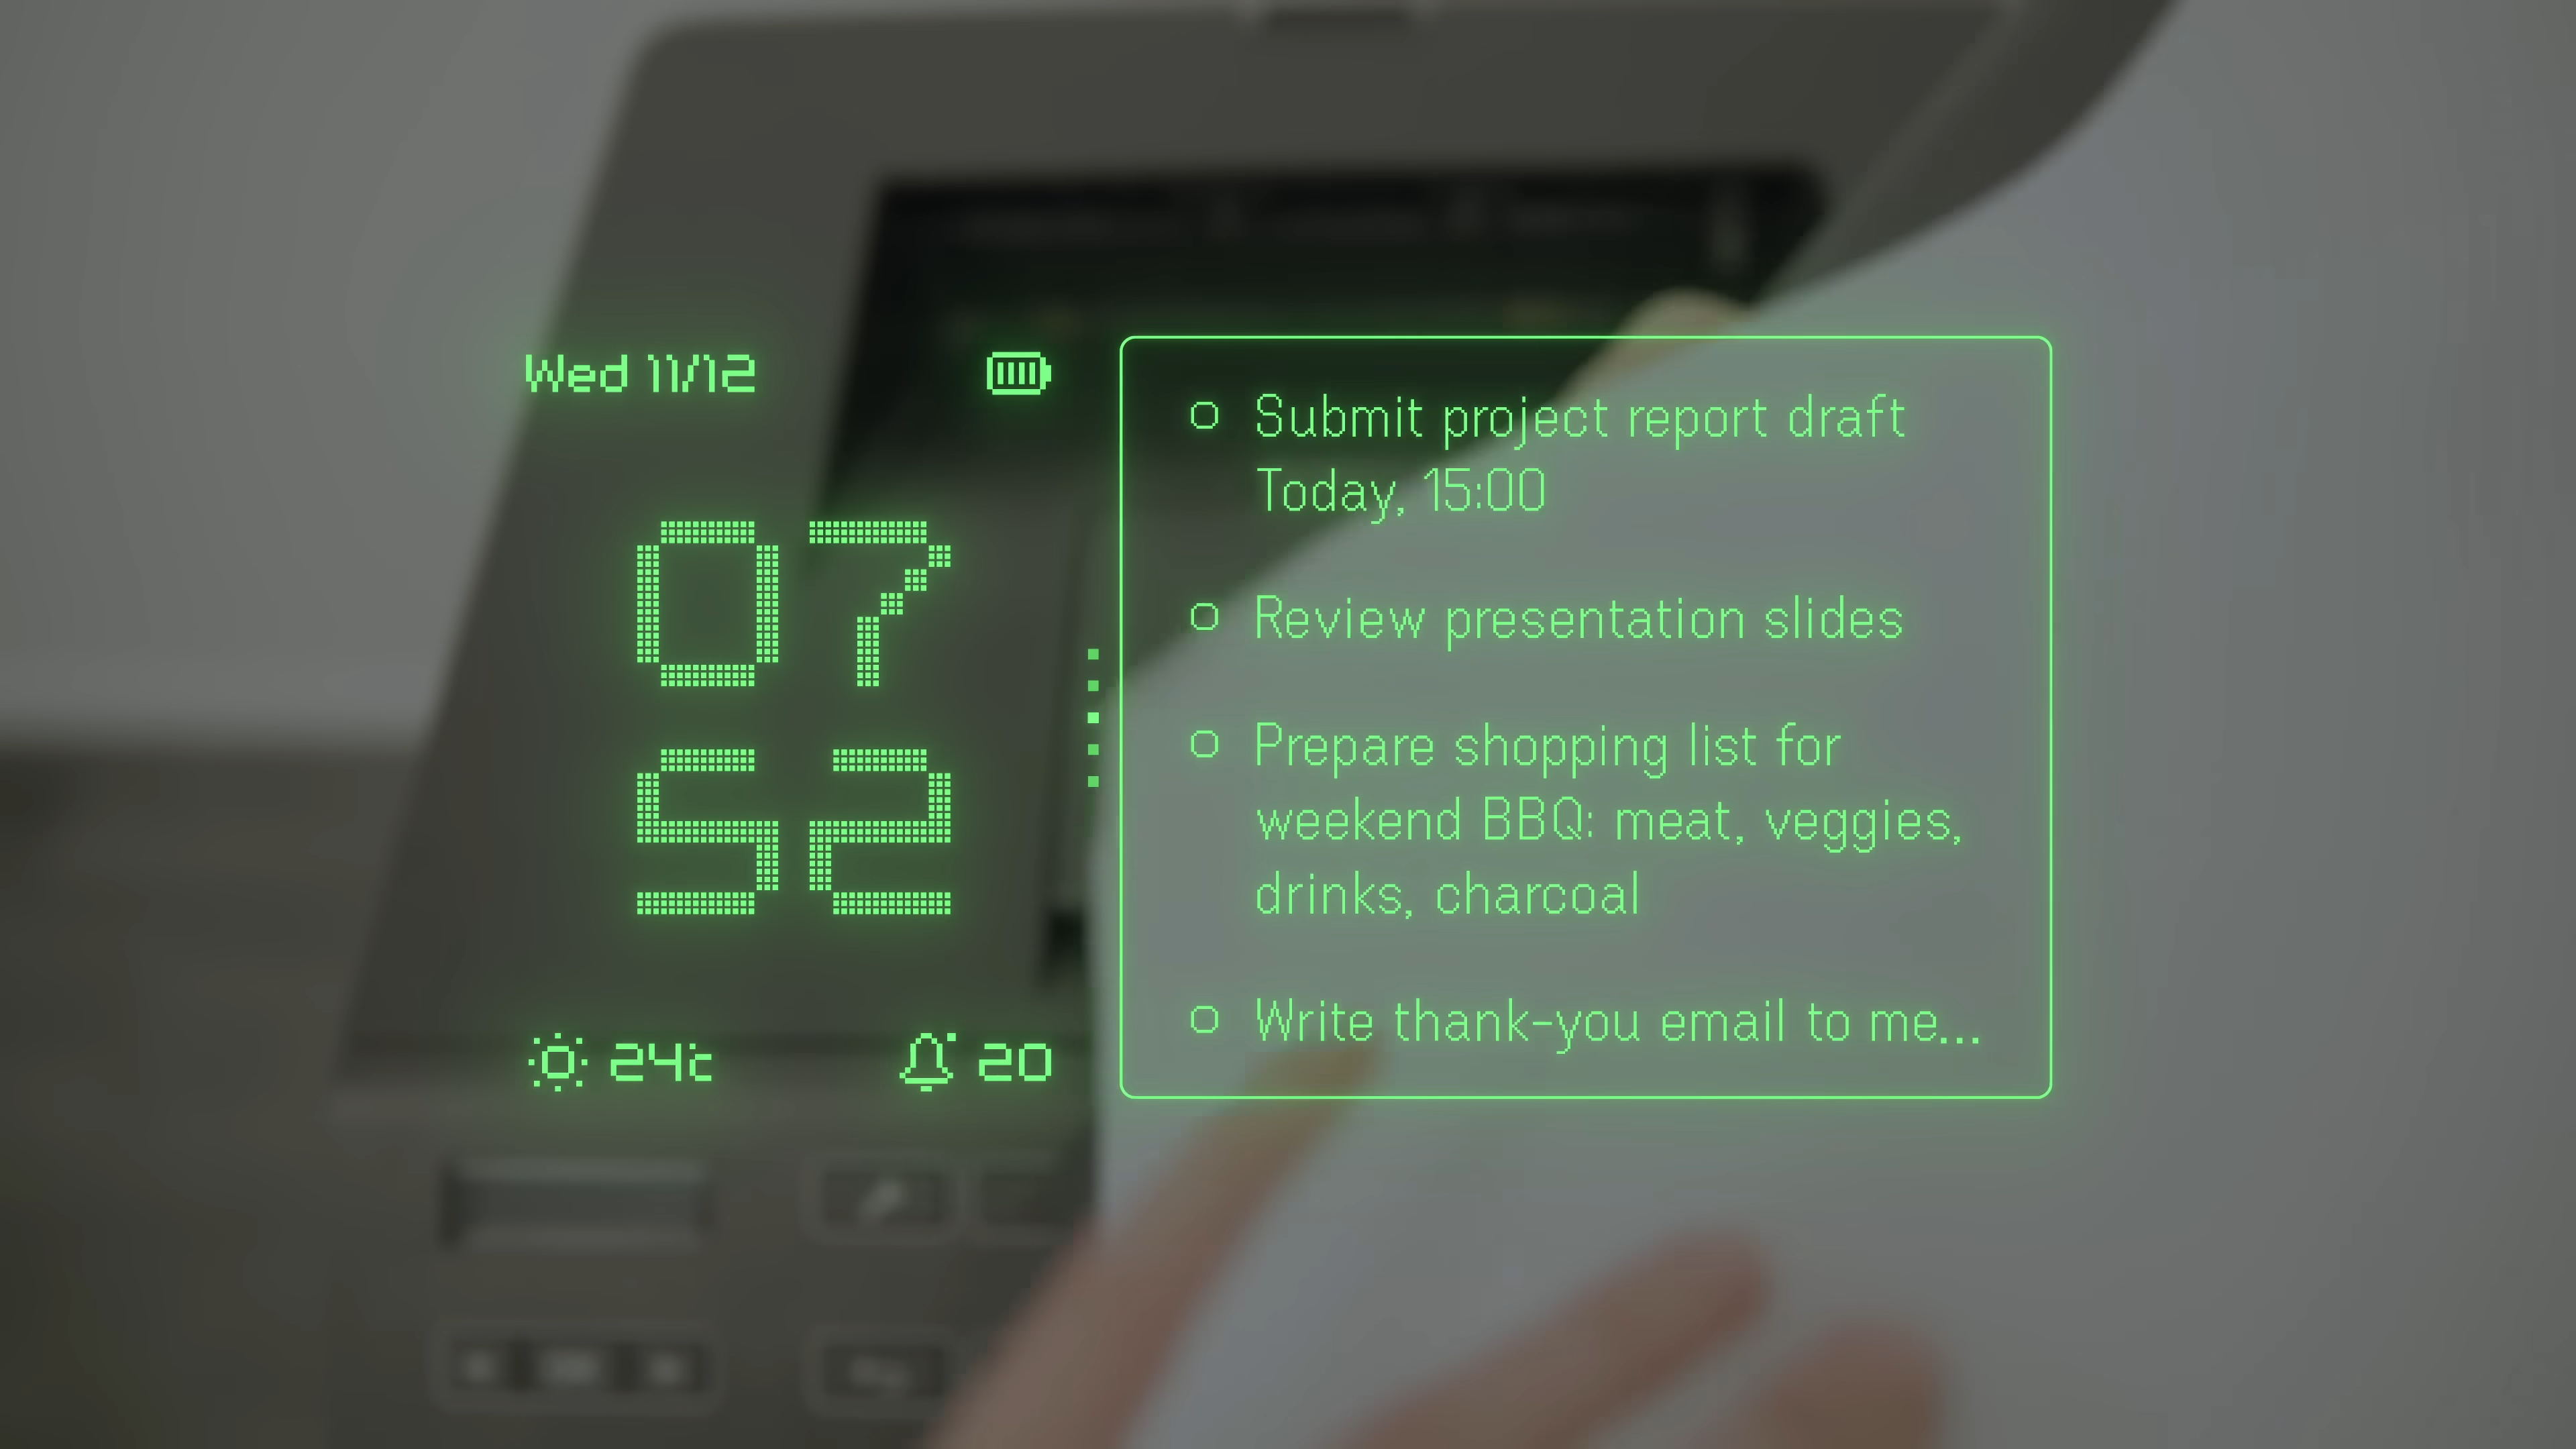 Wed 11/12
07
52
24c
20
Submit project report draft
Today, 15:00
Review presentation slides
Prepare shopping list for
weekend BBQ: meat, veggies,
drinks, charcoal
Write thank-you email to me...